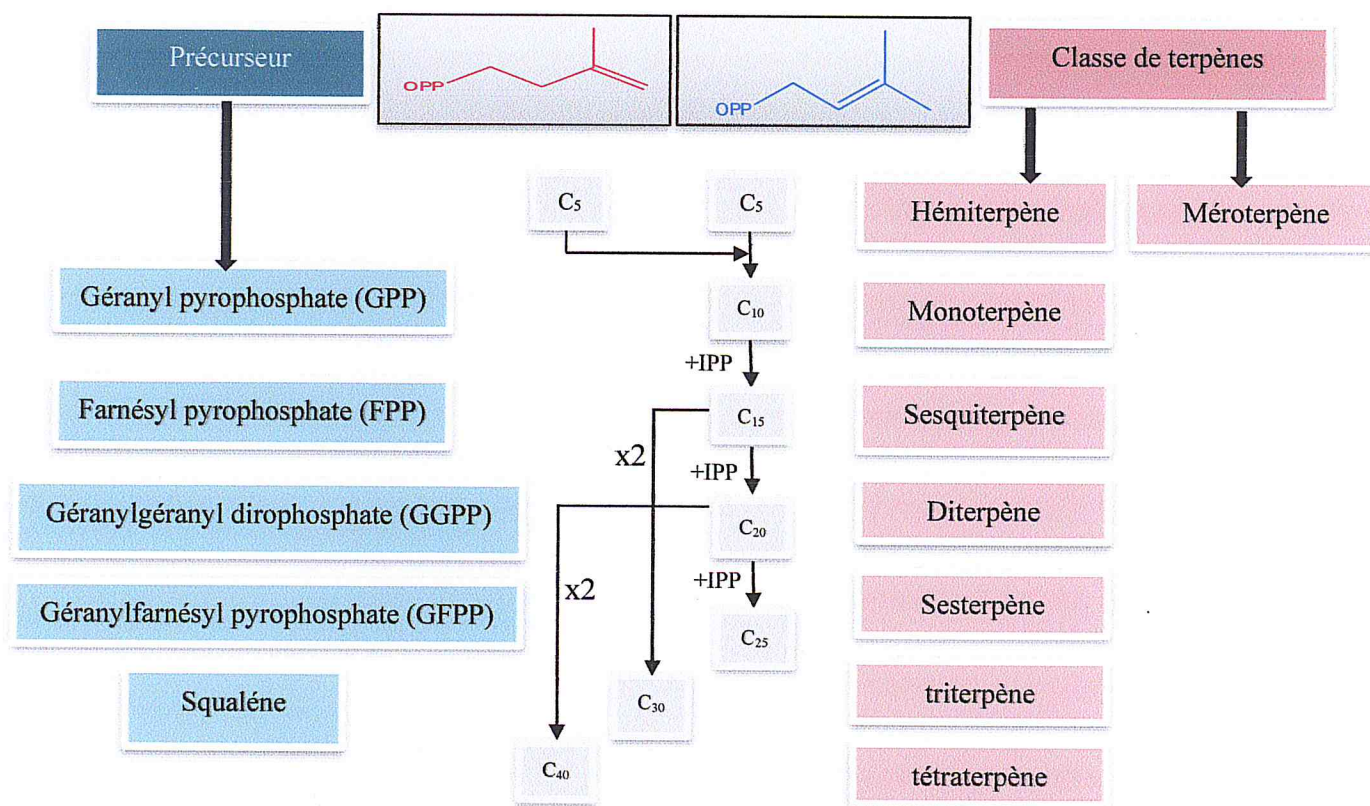 Précurseur
OPP
OPP
Classe de terpènes
C₅
C₅
Hémiterpène
Méroterpène
Géranyl pyrophosphate (GPP)
C₁₀
Monoterpène
+IPP
Farnésyl pyrophosphate (FPP)
C₁₅
Sesquiterpène
x2
+IPP
Géranylgéranyl dirophosphate (GGPP)
C₂₀
Diterpène
x2
+IPP
Géranylfarnésyl pyrophosphate (GFPP)
C₂₅
Sesterpène
Squaléne
C₃₀
triterpène
C₄₀
tétraterpène